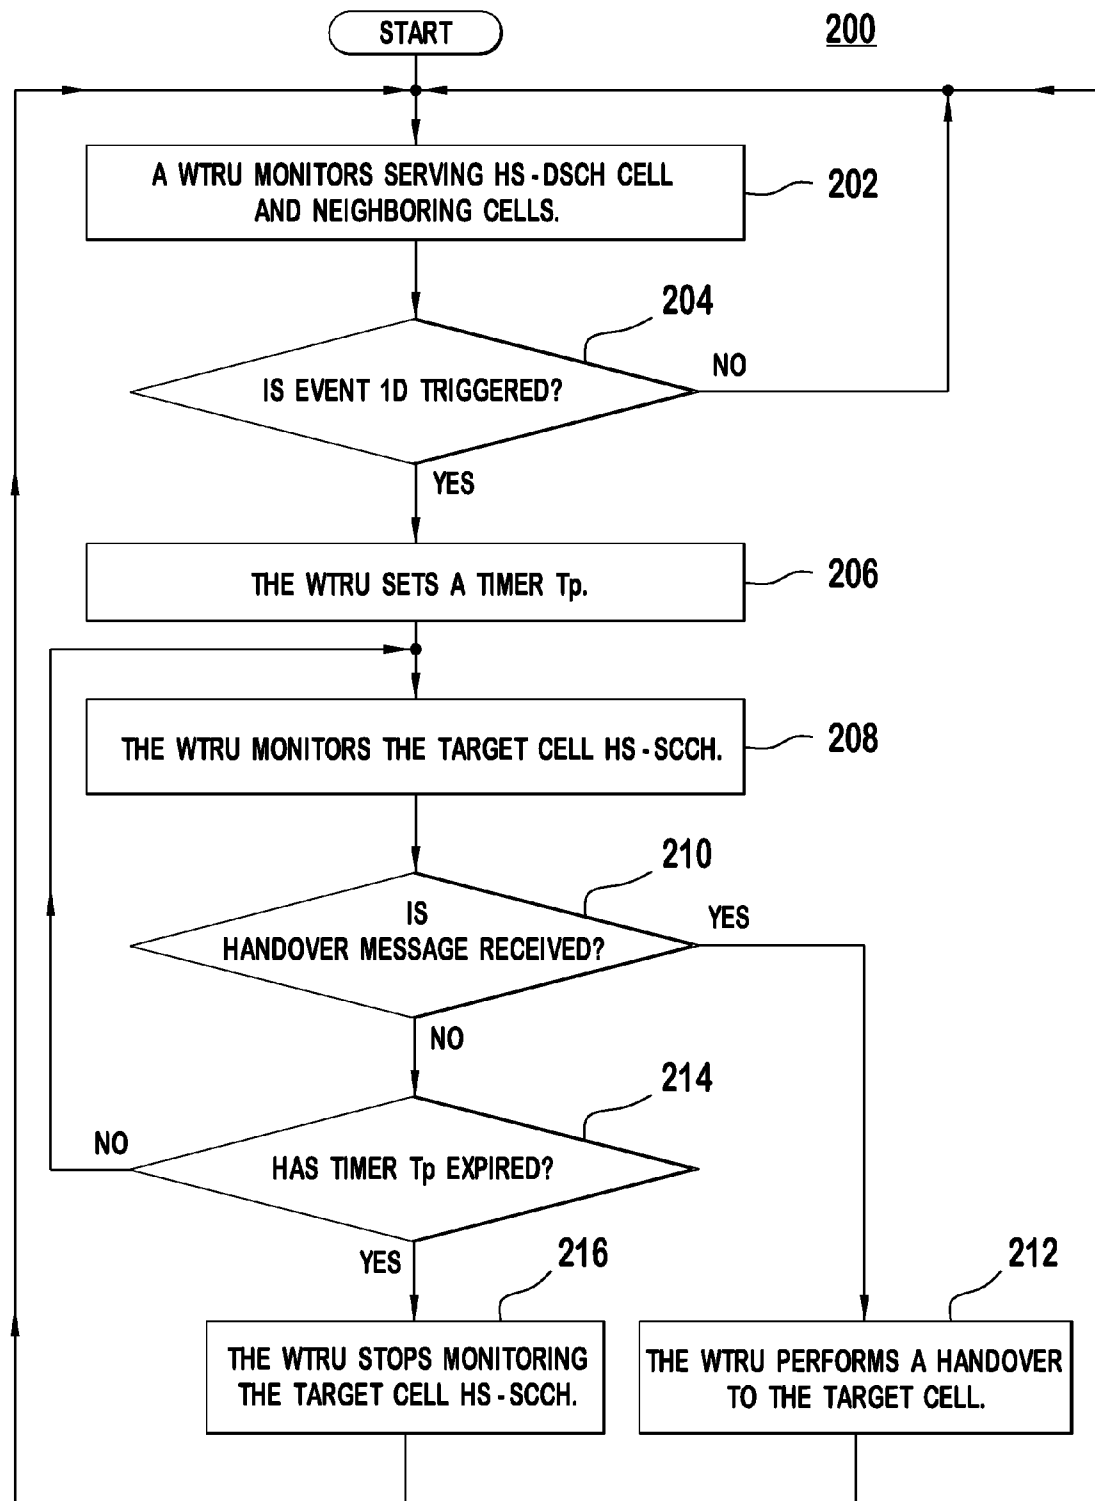 START
200
A WTRU MONITORS SERVING HS-DSCH CELL
AND NEIGHBORING CELLS.
202
204
IS EVENT 1D TRIGGERED?
NO
YES
THE WTRU SETS A TIMER Tp.
206
THE WTRU MONITORS THE TARGET CELL HS-SCCH.
208
210
IS
HANDOVER MESSAGE RECEIVED?
YES
NO
214
NO
HAS TIMER Tp EXPIRED?
YES
216
212
THE WTRU STOPS MONITORING
THE TARGET CELL HS-SCCH.
THE WTRU PERFORMS A HANDOVER
TO THE TARGET CELL.